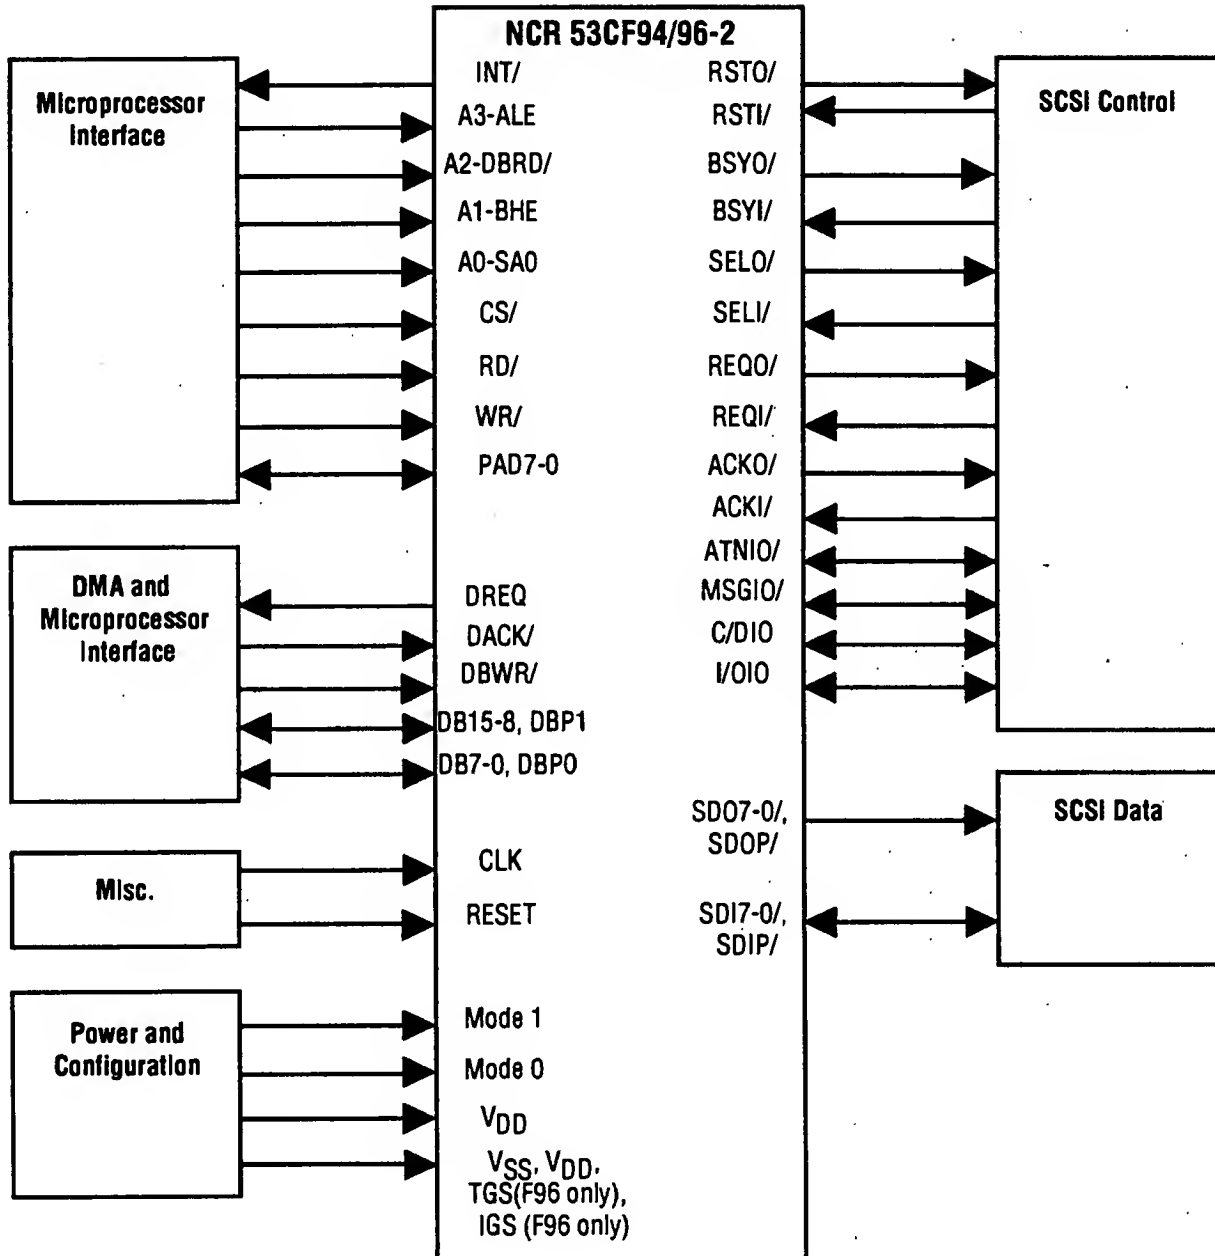 NCR 53CF94/96-2
Microprocessor
Interface
INT/
A3-ALE
A2-DBRD/
A1-BHE
A0-SA0
CS/
RD/
WR/
PAD7-0
DMA and
Microprocessor
Interface
DREQ
DACK/
DBWR/
DB15-8, DBP1
DB7-0, DBP0
Misc.
CLK
RESET
Power and
Configuration
Mode 1
Mode 0
VDD
VSS, VDD,
TGS(F96 only),
IGS (F96 only)
RSTO/
RSTI/
BSYO/
BSYI/
SELO/
SELI/
REQO/
REQI/
ACKO/
ACKI/
ATNIO/
MSGIO/
C/DIO
I/OIO
SCSI Control
SDO7-0/,
SDOP/
SDI7-0/,
SDIP/
SCSI Data